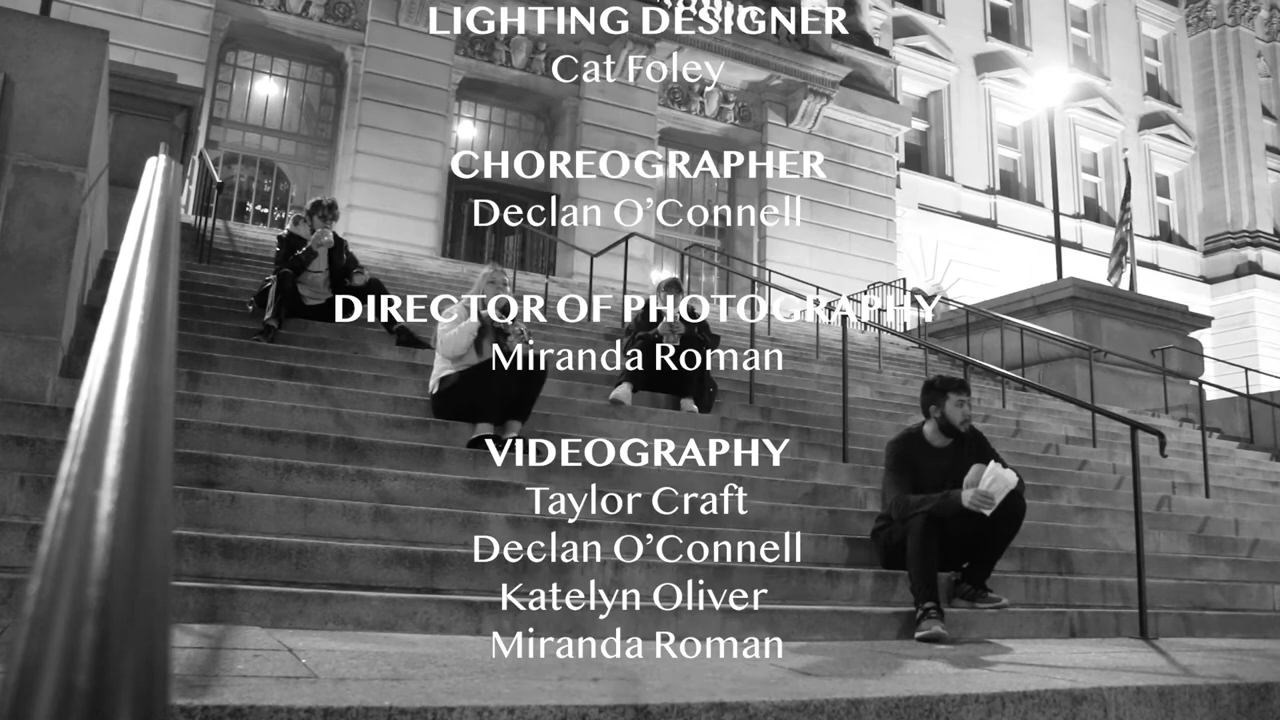 LIGHTING DESIGNER
Cat Foley
CHOREOGRAPHER
Declan O’Connell
DIRECTOR OF PHOTOGRAPHY
Miranda Roman
VIDEOGRAPHY
Taylor Craft
Declan O’Connell
Katelyn Oliver
Miranda Roman